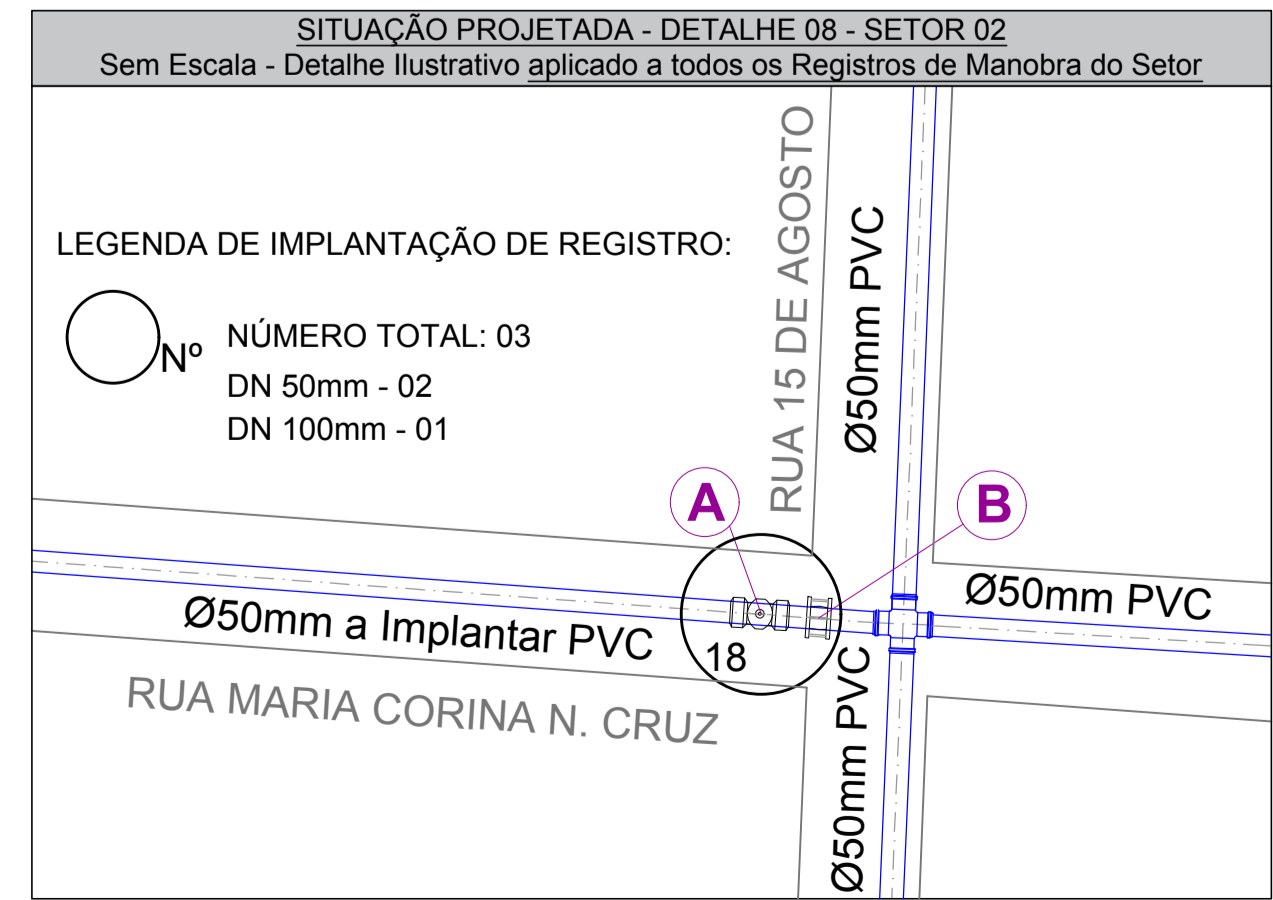 SITUAÇÃO PROJETADA - DETALHE 08 - SETOR 02
Sem Escala - Detalhe Ilustrativo aplicado a todos os Registros de Manobra do Setor
LEGENDA DE IMPLANTAÇÃO DE REGISTRO:
Nº
NÚMERO TOTAL: 03
DN 50mm - 02
DN 100mm - 01
RUA 15 DE AGOSTO
Ø50mm PVC
A
B
Ø50mm a Implantar PVC
18
Ø50mm PVC
RUA MARIA CORINA N. CRUZ
Ø50mm PVC